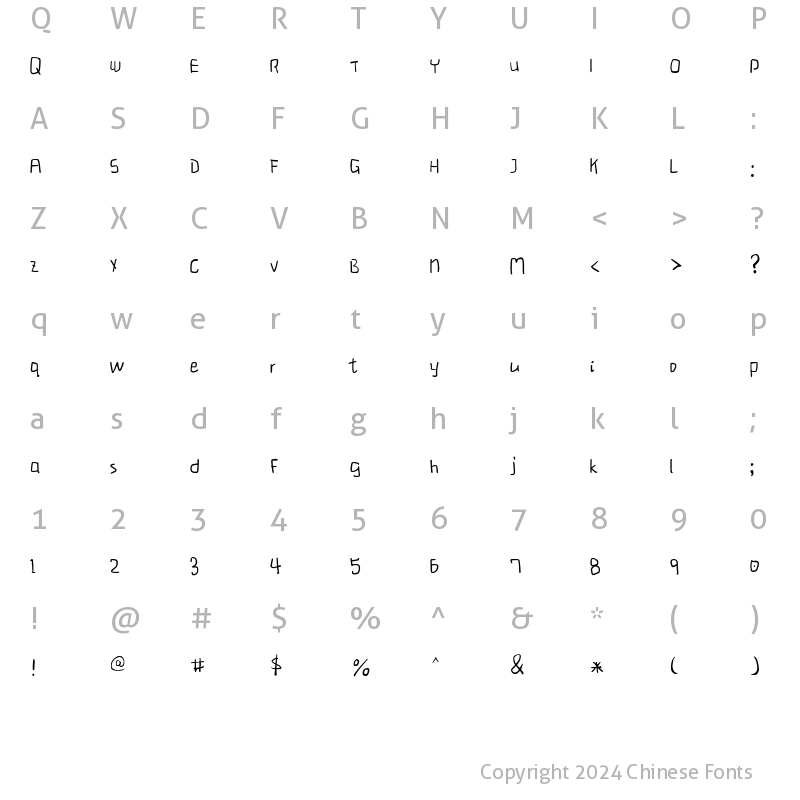 Q W E R T Y U I O P
Q W E R T Y U I O P
A S D F G H J K L :
A S D F G H J K L :
Z X C V B N M < > ?
Z X C V B N M < > ?
q w e r t y u i o p
q w e r t y u i o p
a s d f g h j k l ;
a s d f g h j k l ;
1 2 3 4 5 6 7 8 9 0
1 2 3 4 5 6 7 8 9 0
! @ # $ % ^ & * ( )
! @ # $ % ^ & * ( )
Copyright 2024 Chinese Fonts